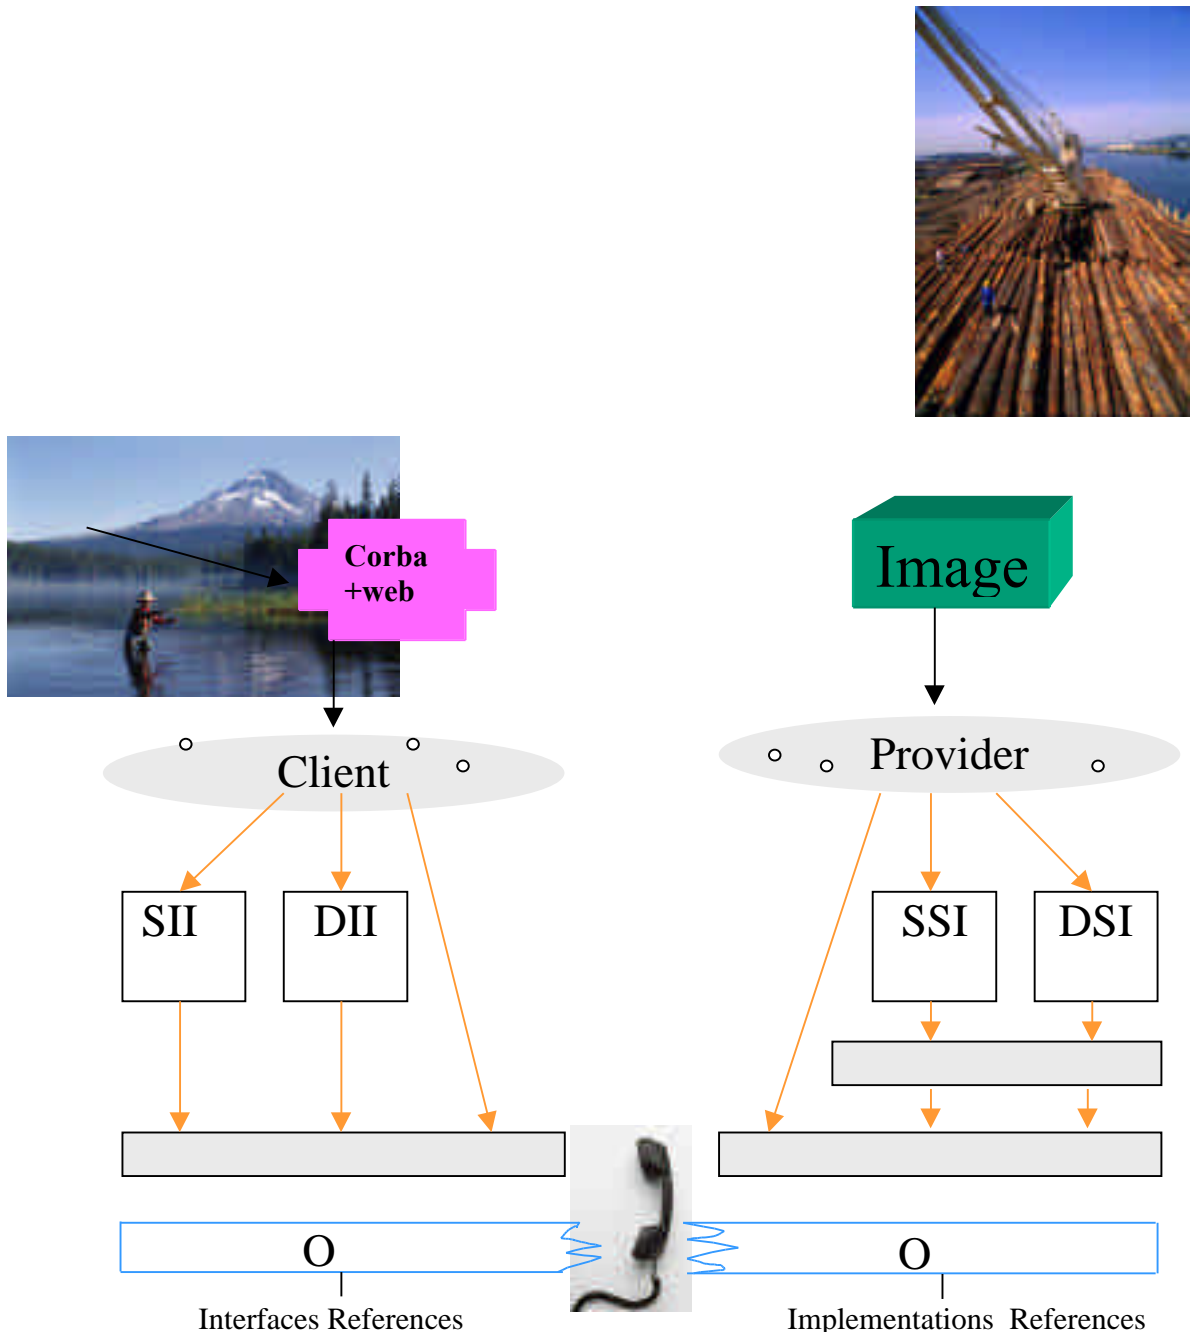 Corba
+web
Image
Client
Provider
SII
DII
SSI
DSI
O
O
Interfaces References
Implementations References